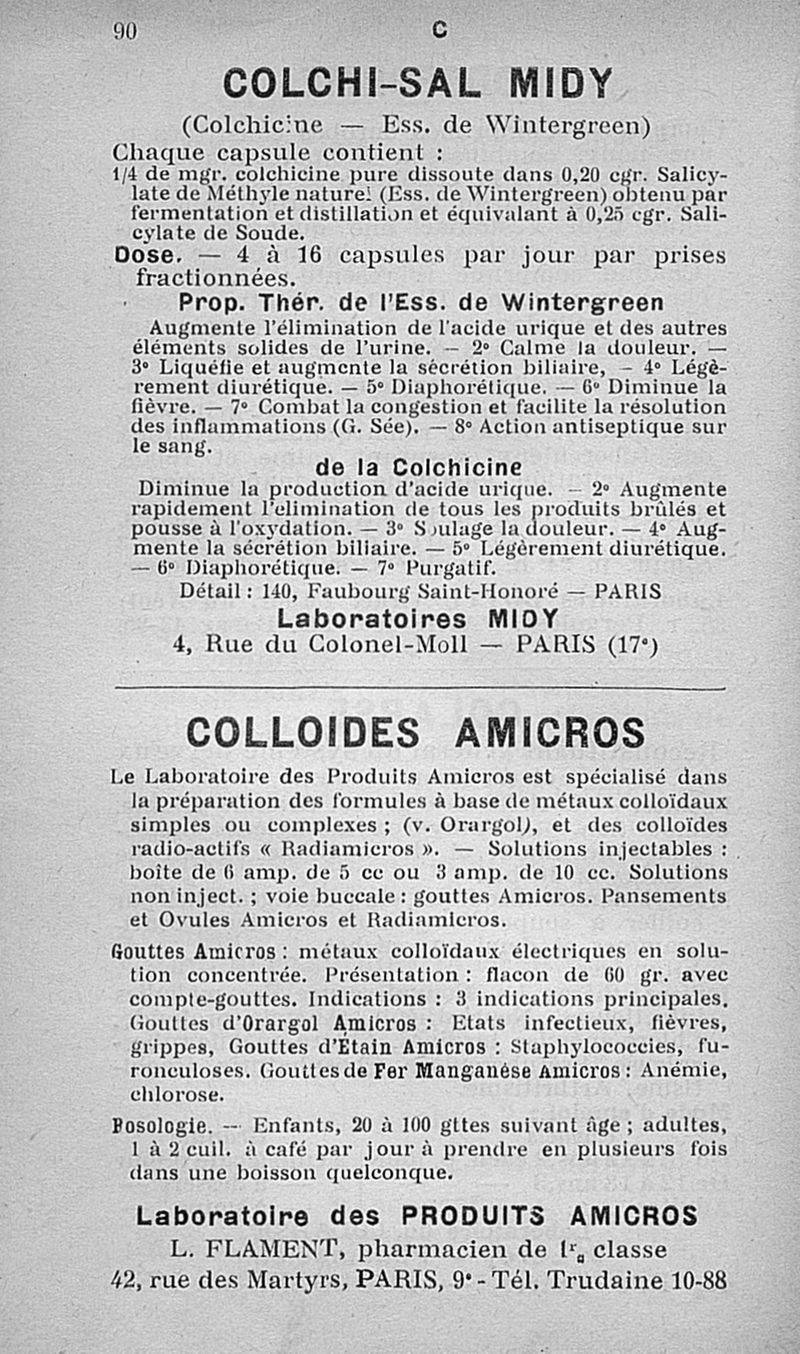 90
C
COLCHI-SAL MIDY
(Colchicine — Ess. de Wintergreen)
Chaque capsule contient :
1/4 de mgr. colchicine pure dissoute dans 0,20 cgr. Salicy-
late de Méthyle naturel (Ess. de Wintergreen) obtenu par
fermentation et distillation et équivalant à 0,25 cgr. Sali-
cylate de Soude.
Dose. — 4 à 16 capsules par jour par prises
fractionnées.
Prop. Thér. de l'Ess. de Wintergreen
Augmente l'élimination de l'acide urique et des autres
éléments solides de l'urine. — 2° Calme la douleur. —
3° Liquéfie et augmente la sécrétion biliaire, — 4° Légè-
rement diurétique. — 5° Diaphorétique. — 6° Diminue la
fièvre. — 7° Combat la congestion et facilite la résolution
des inflammations (G. Sée). — 8° Action antiseptique sur
le sang.
de la Colchicine
Diminue la production d'acide urique. — 2° Augmente
rapidement l'elimination de tous les produits brûlés et
pousse à l'oxydation. — 3° Soulage la douleur. — 4° Aug-
mente la sécrétion biliaire. — 5° Légèrement diurétique.
— 6° Diaphorétique. — 7° Purgatif.
Détail : 140, Faubourg Saint-Honoré — PARIS
Laboratoires MIDY
4, Rue du Colonel-Moll — PARIS (17e)
COLLOIDES AMICROS
Le Laboratoire des Produits Amicros est spécialisé dans
la préparation des formules à base de métaux colloïdaux
simples ou complexes ; (v. Orargol), et des colloïdes
radio-actifs « Radiamicros ». — Solutions injectables :
boîte de 6 amp. de 5 cc ou 3 amp. de 10 cc. Solutions
non inject. ; voie buccale : gouttes Amicros. Pansements
et Ovules Amicros et Radiamicros.
Gouttes Amicros : métaux colloïdaux électriques en solu-
tion concentrée. Présentation : flacon de 60 gr. avec
compte-gouttes. Indications : 3 indications principales.
Gouttes d'Orargol Amicros : Etats infectieux, fièvres,
grippes, Gouttes d'Étain Amicros : Staphylococcies, fu-
ronculoses. Gouttes de Fer Manganèse Amicros : Anémie,
chlorose.
Posologie. — Enfants, 20 à 100 gttes suivant âge ; adultes,
1 à 2 cuil. à café par jour à prendre en plusieurs fois
dans une boisson quelconque.
Laboratoire des PRODUITS AMICROS
L. FLAMENT, pharmacien de 1re classe
42, rue des Martyrs, PARIS, 9e - Tél. Trudaine 10-88